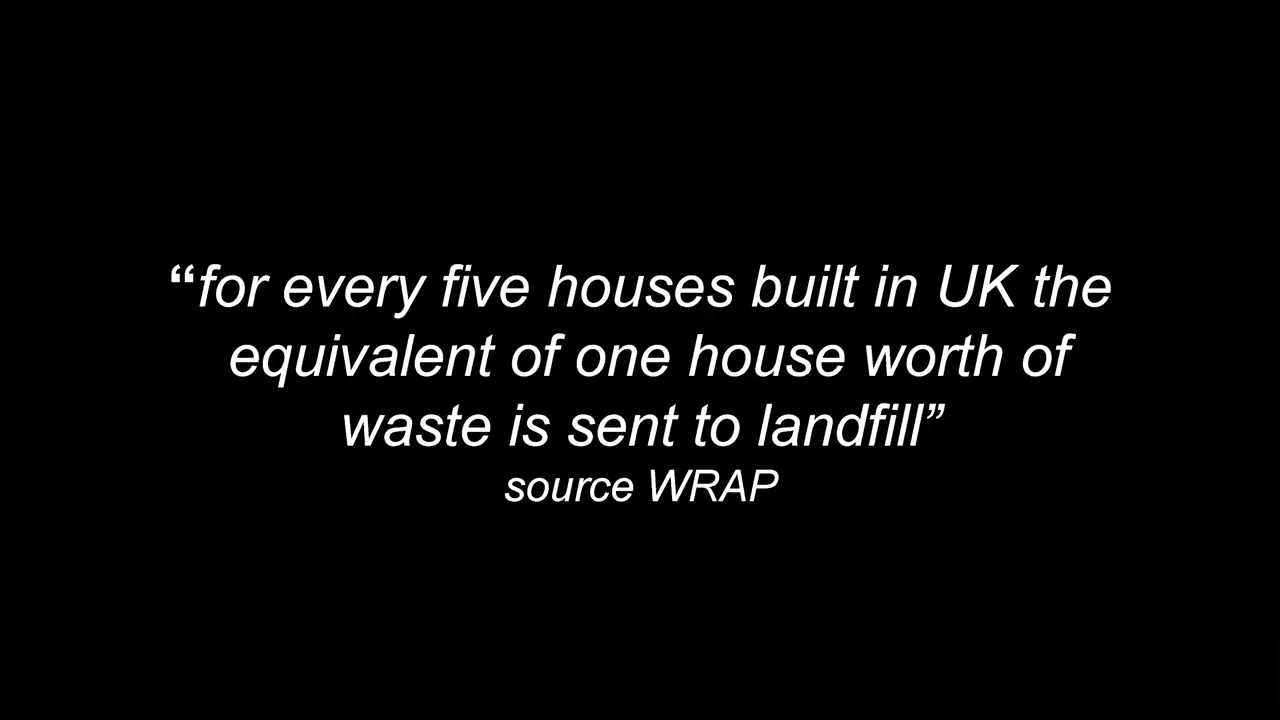 “for every five houses built in UK the
equivalent of one house worth of
waste is sent to landfill”
source WRAP